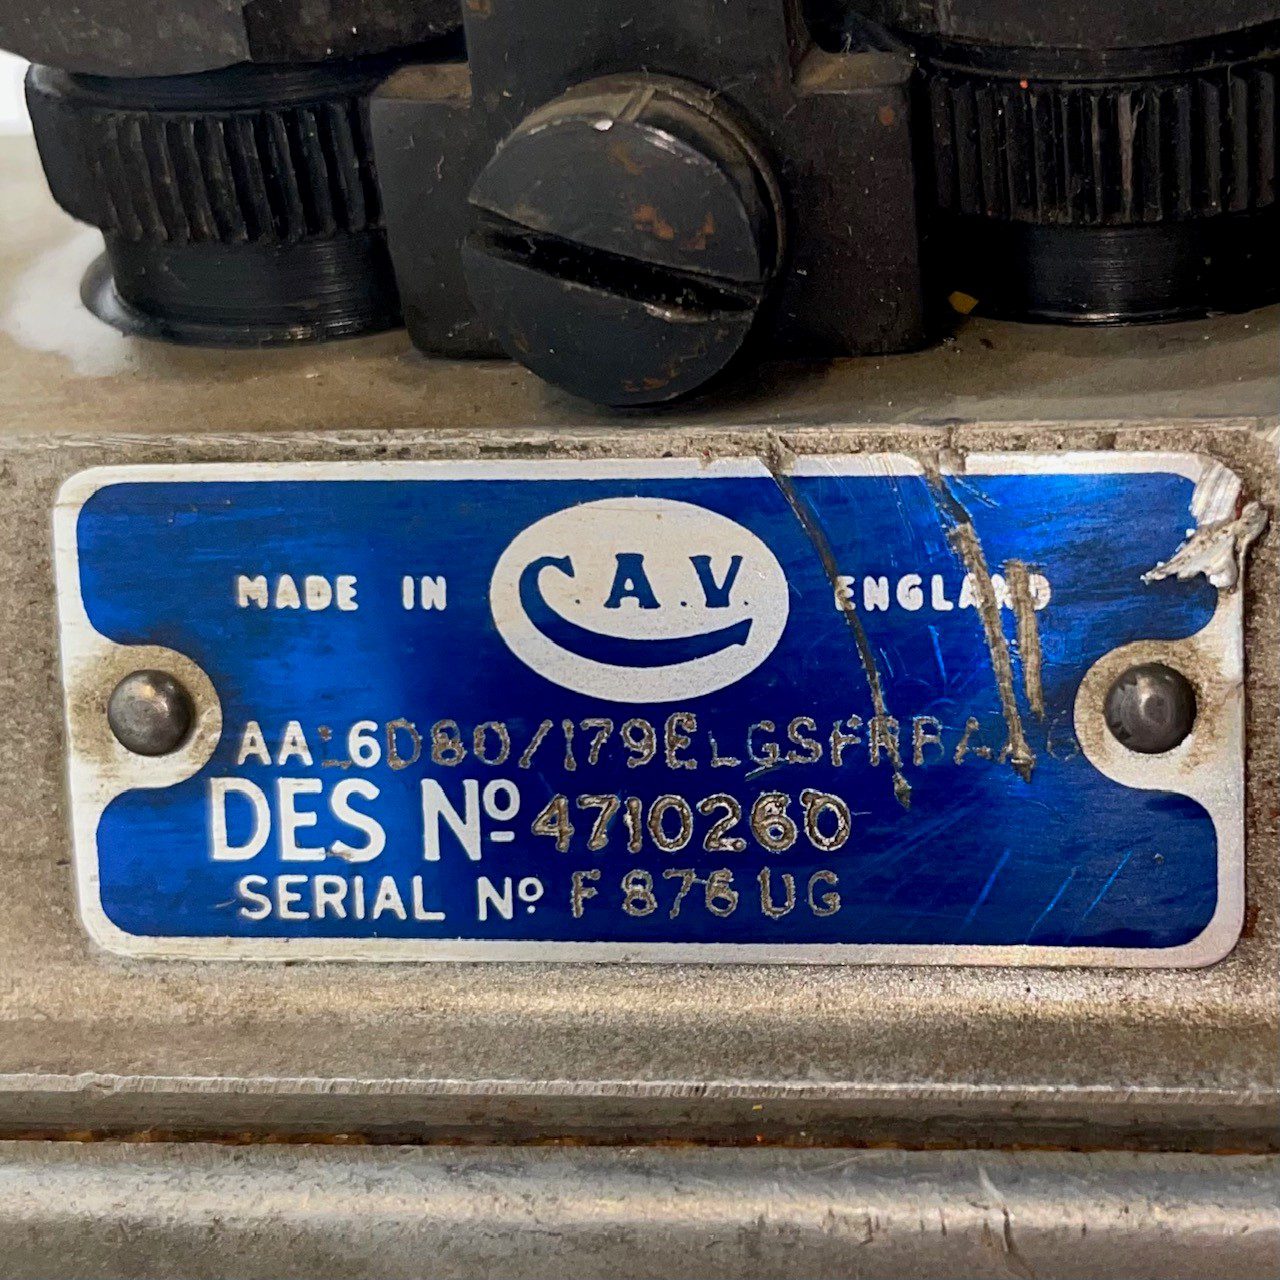 MADE IN C.A.V. ENGLAND
DES Nº 4710260
SERIAL Nº F 876 UG